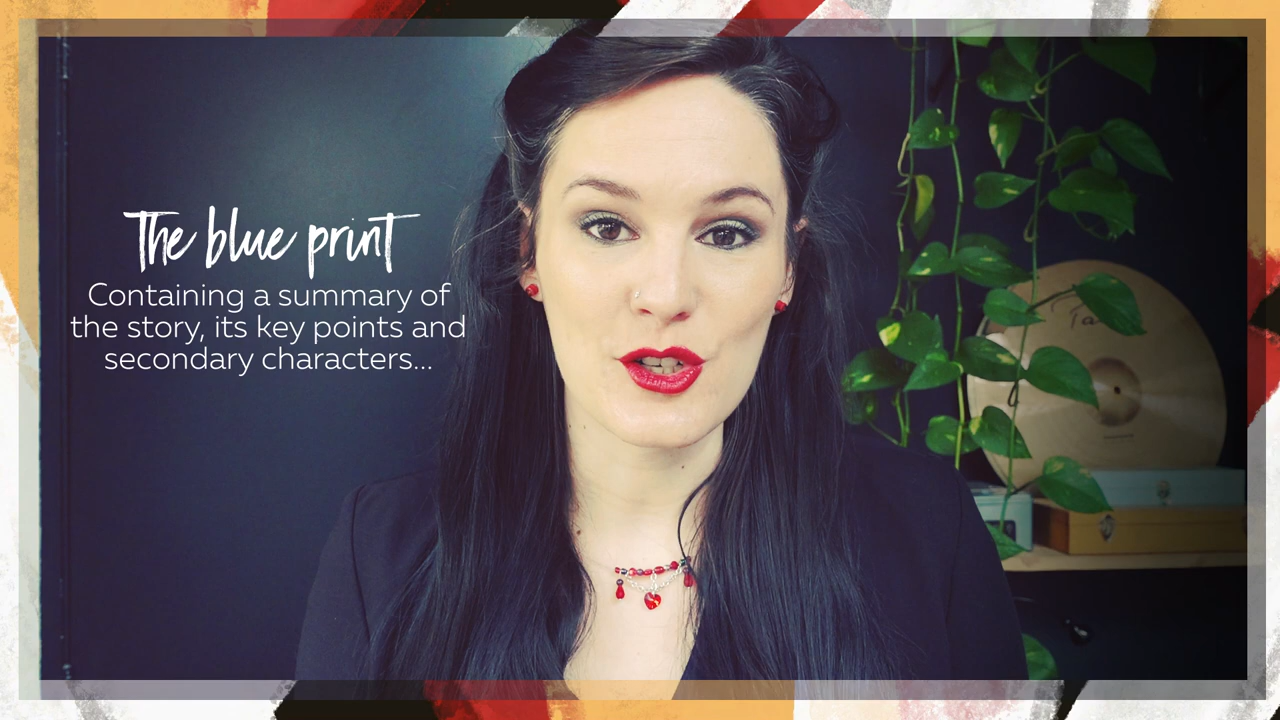 The blue print
Containing a summary of
the story, its key points and
secondary characters...